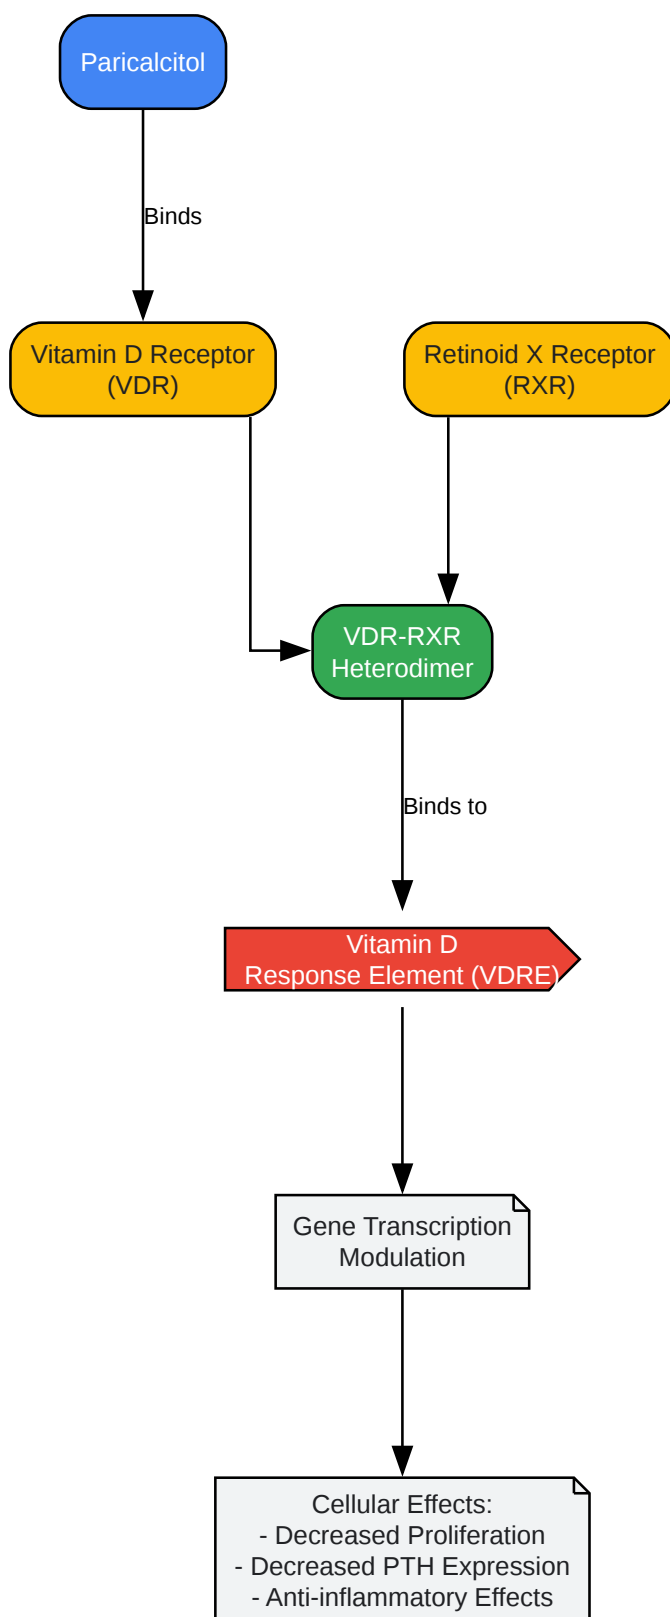 Paricalcitol
Binds
Vitamin D Receptor
(VDR)
Retinoid X Receptor
(RXR)
VDR-RXR
Heterodimer
Binds to
Vitamin D
Response Element (VDRE)
Gene Transcription
Modulation
Cellular Effects:
- Decreased Proliferation
- Decreased PTH Expression
- Anti-inflammatory Effects